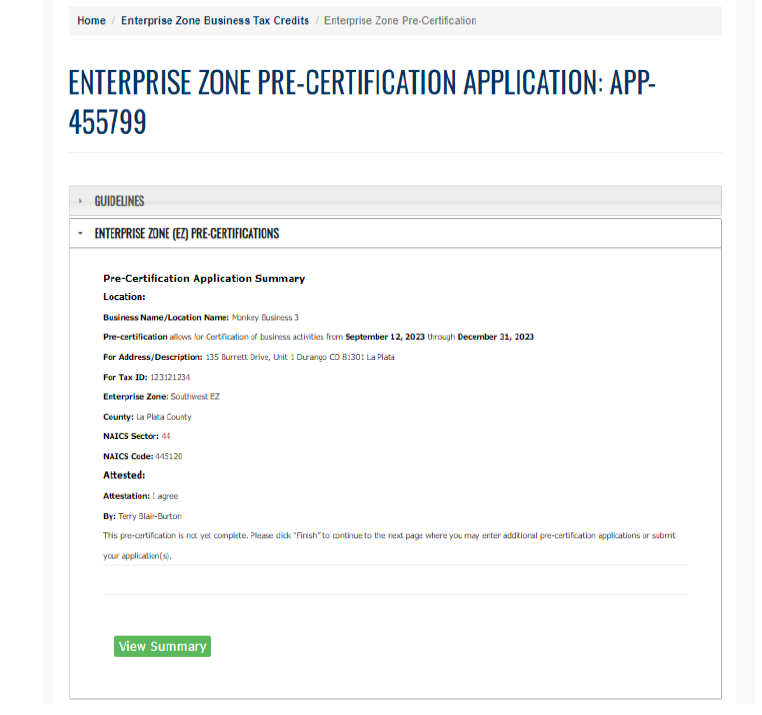 Home / Enterprise Zone Business Tax Credits / Enterprise Zone Pre-Certification
ENTERPRISE ZONE PRE-CERTIFICATION APPLICATION: APP-
455799
GUIDELINES
ENTERPRISE ZONE (EZ) PRE-CERTIFICATIONS
Pre-Certification Application Summary
Location:
Business Name/Location Name: Monkey Business 3
Pre-certification allows for Certification of business activities from September 12, 2023 through December 31, 2023
For Address/Description: 135 Burnett Drive, Unit 1 Durango CO 81301 La Plata
For Tax ID: 123121234
Enterprise Zone: Southwest EZ
County: La Plata County
NAICS Sector: 44
NAICS Code: 445120
Attested:
Attestation: I agree
By: Terry Blair-Burton
This pre-certification is not yet complete. Please click "Finish" to continue to the next page where you may enter additional pre-certification applications or submit
your application(s).
View Summary